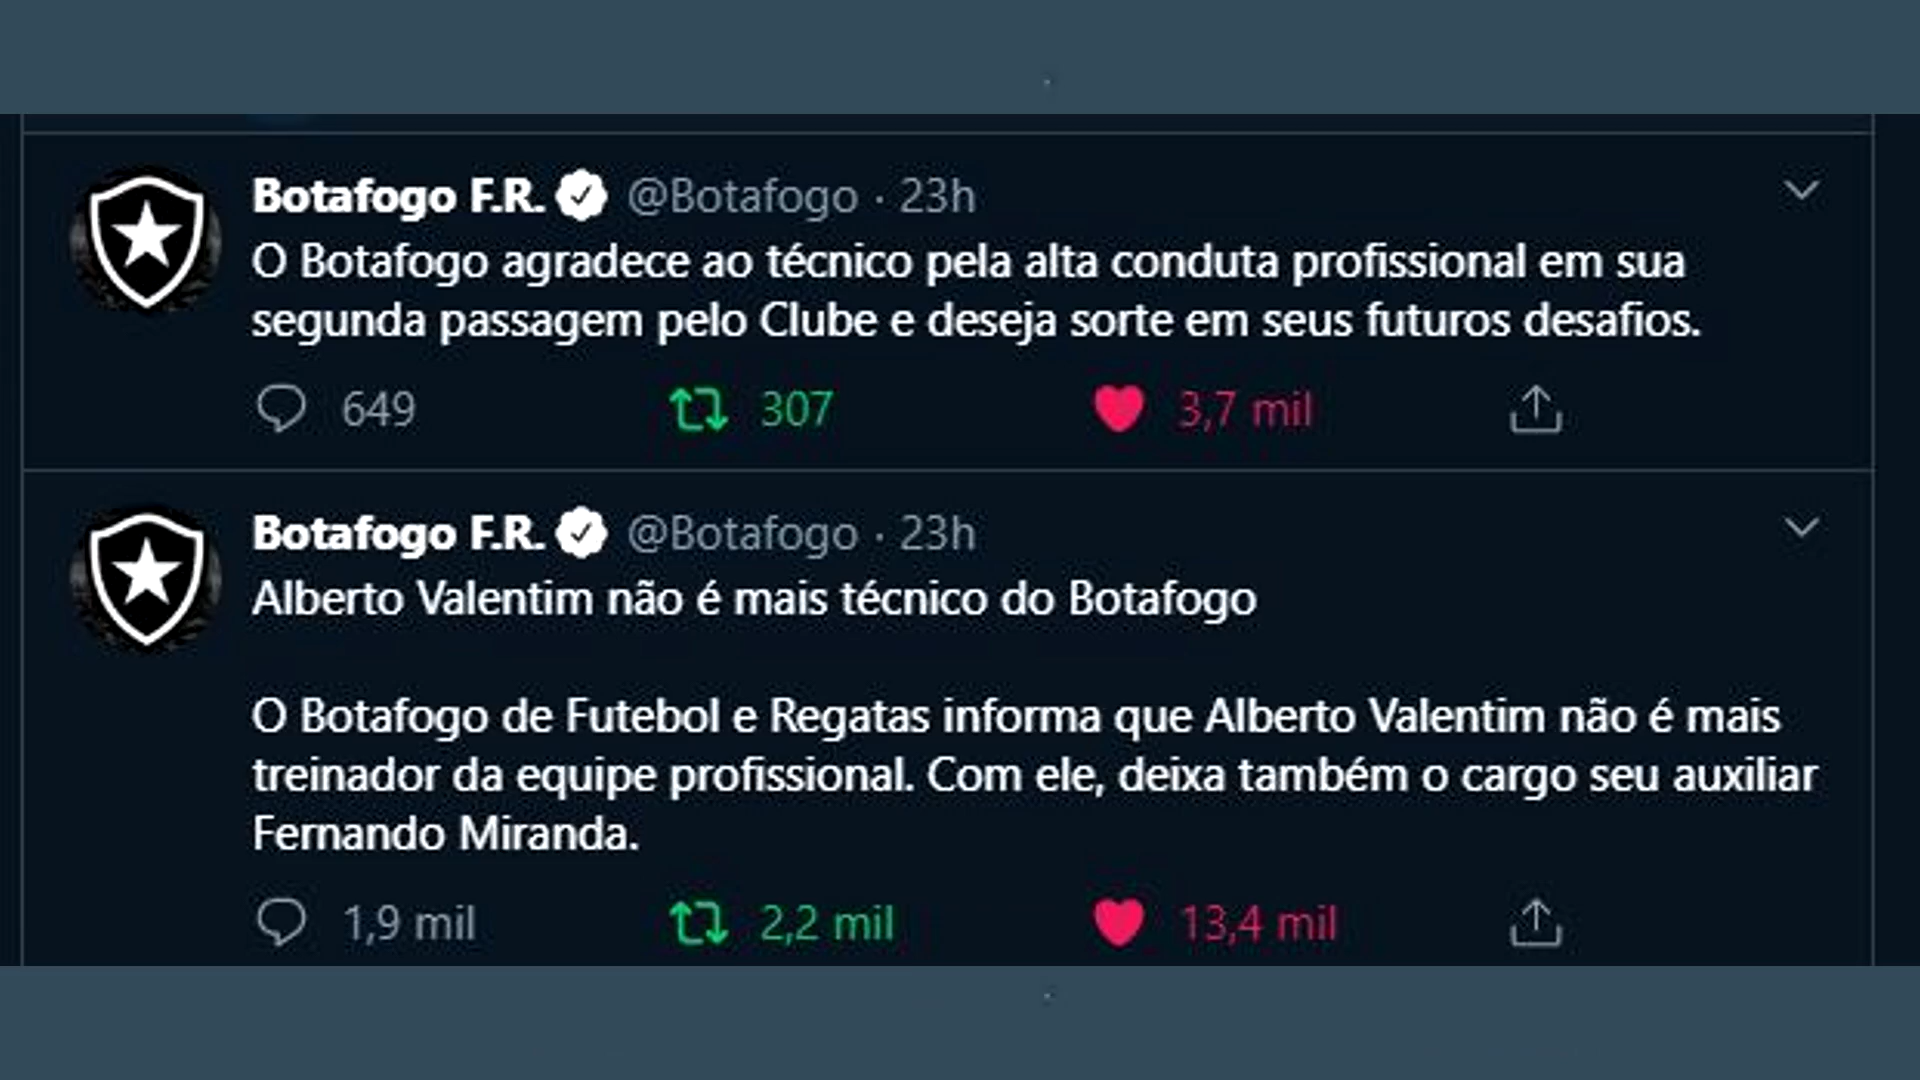 Botafogo F.R. @Botafogo · 23h
O Botafogo agradece ao técnico pela alta conduta profissional em sua
segunda passagem pelo Clube e deseja sorte em seus futuros desafios.
649 307 3,7 mil
Botafogo F.R. @Botafogo · 23h
Alberto Valentim não é mais técnico do Botafogo
O Botafogo de Futebol e Regatas informa que Alberto Valentim não é mais
treinador da equipe profissional. Com ele, deixa também o cargo seu auxiliar
Fernando Miranda.
1,9 mil 2,2 mil 13,4 mil